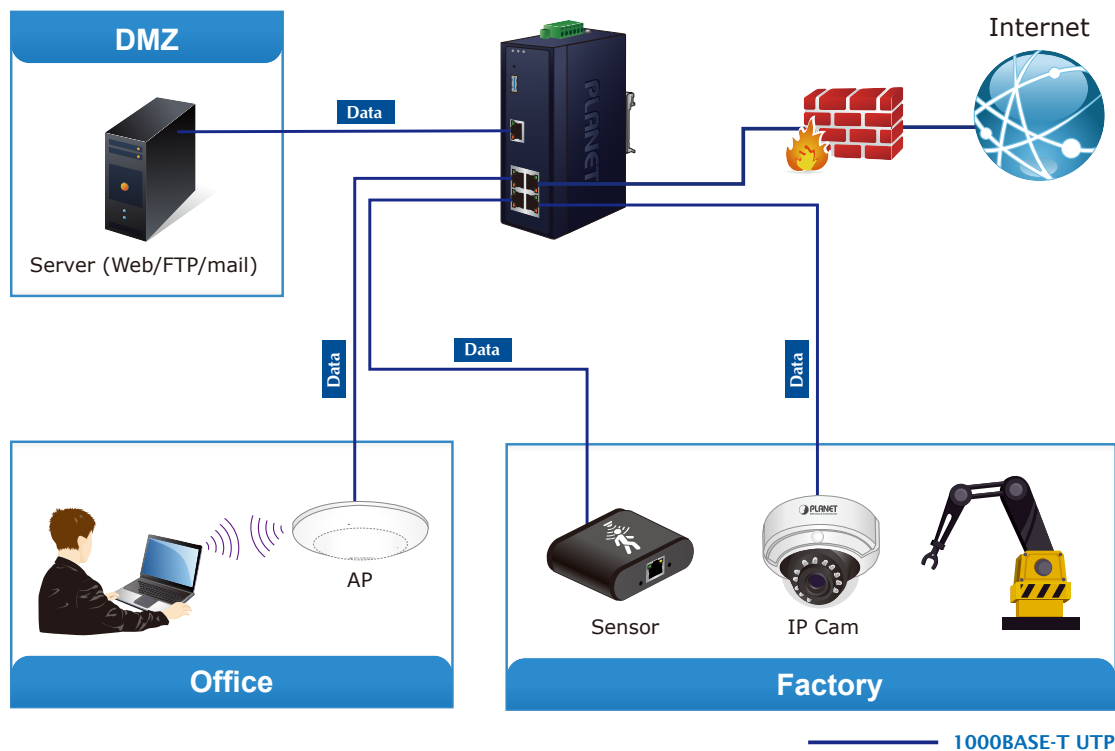 DMZ
Internet
PLANET
Data
Server (Web/FTP/mail)
Data
Data
Data
PLANET
AP
Sensor
IP Cam
Office
Factory
1000BASE-T UTP